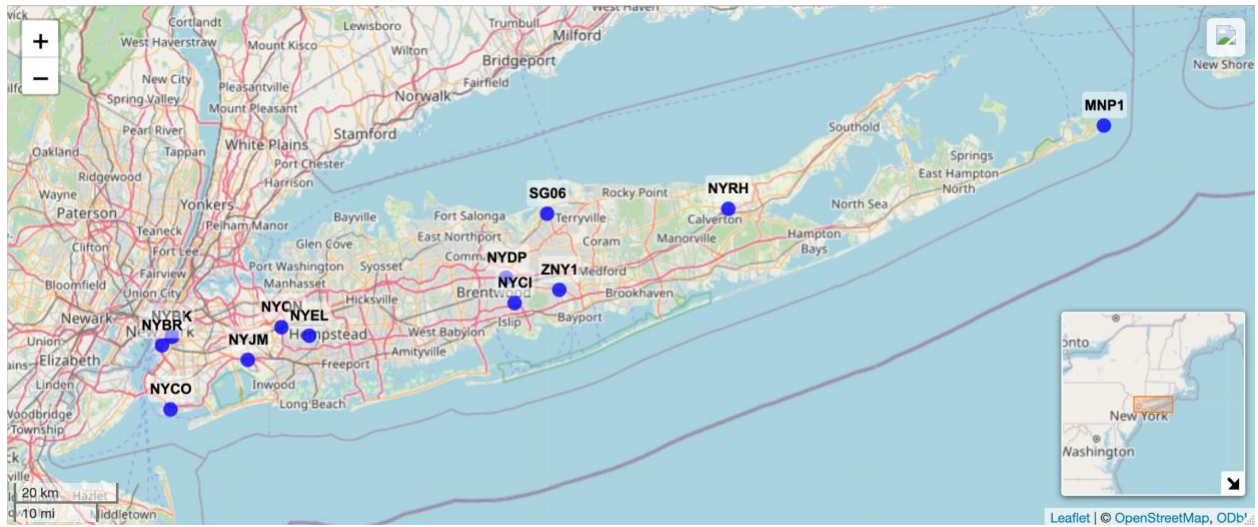 West Haven
Cortlandt
Lewisboro
Trumbull
Milford
West Haverstraw
Mount Kisco
Wilton
Bridgeport
+
−
New City
Pleasantville
Fairfield
New Shore
Spring Valley
Mount Pleasant
Norwalk
MNP1
Pearl River
Stamford
Southold
Oakland
Tappan
White Plains
Ridgewood
Port Chester
Springs
Harrison
East Hampton
North
Wayne
Yonkers
SG06
Rocky Point
NYRH
North Sea
Paterson
Pelham Manor
Bayville
Fort Salonga
Terryville
Calverton
Teaneck
Glen Cove
East Northport
Coram
Manorville
Hampton
Bays
Clifton
Fort Lee
Fairview
Port Washington
Syosset
NYDP
ZNY1
Medford
Bloomfield
Union City
Manhasset
Hicksville
Brentwood
NYCI
Brookhaven
Newark
NYBR
NYEL
Hempstead
Islip
Bayport
Union
NYJM
West Babylon
Amityville
Elizabeth
Freeport
Linden
Inwood
Long Beach
NYCO
Woodbridge
Township
New York
Washington
20 km
Hazlet
10 mi
Middletown
Leaflet | © OpenStreetMap, ODbL